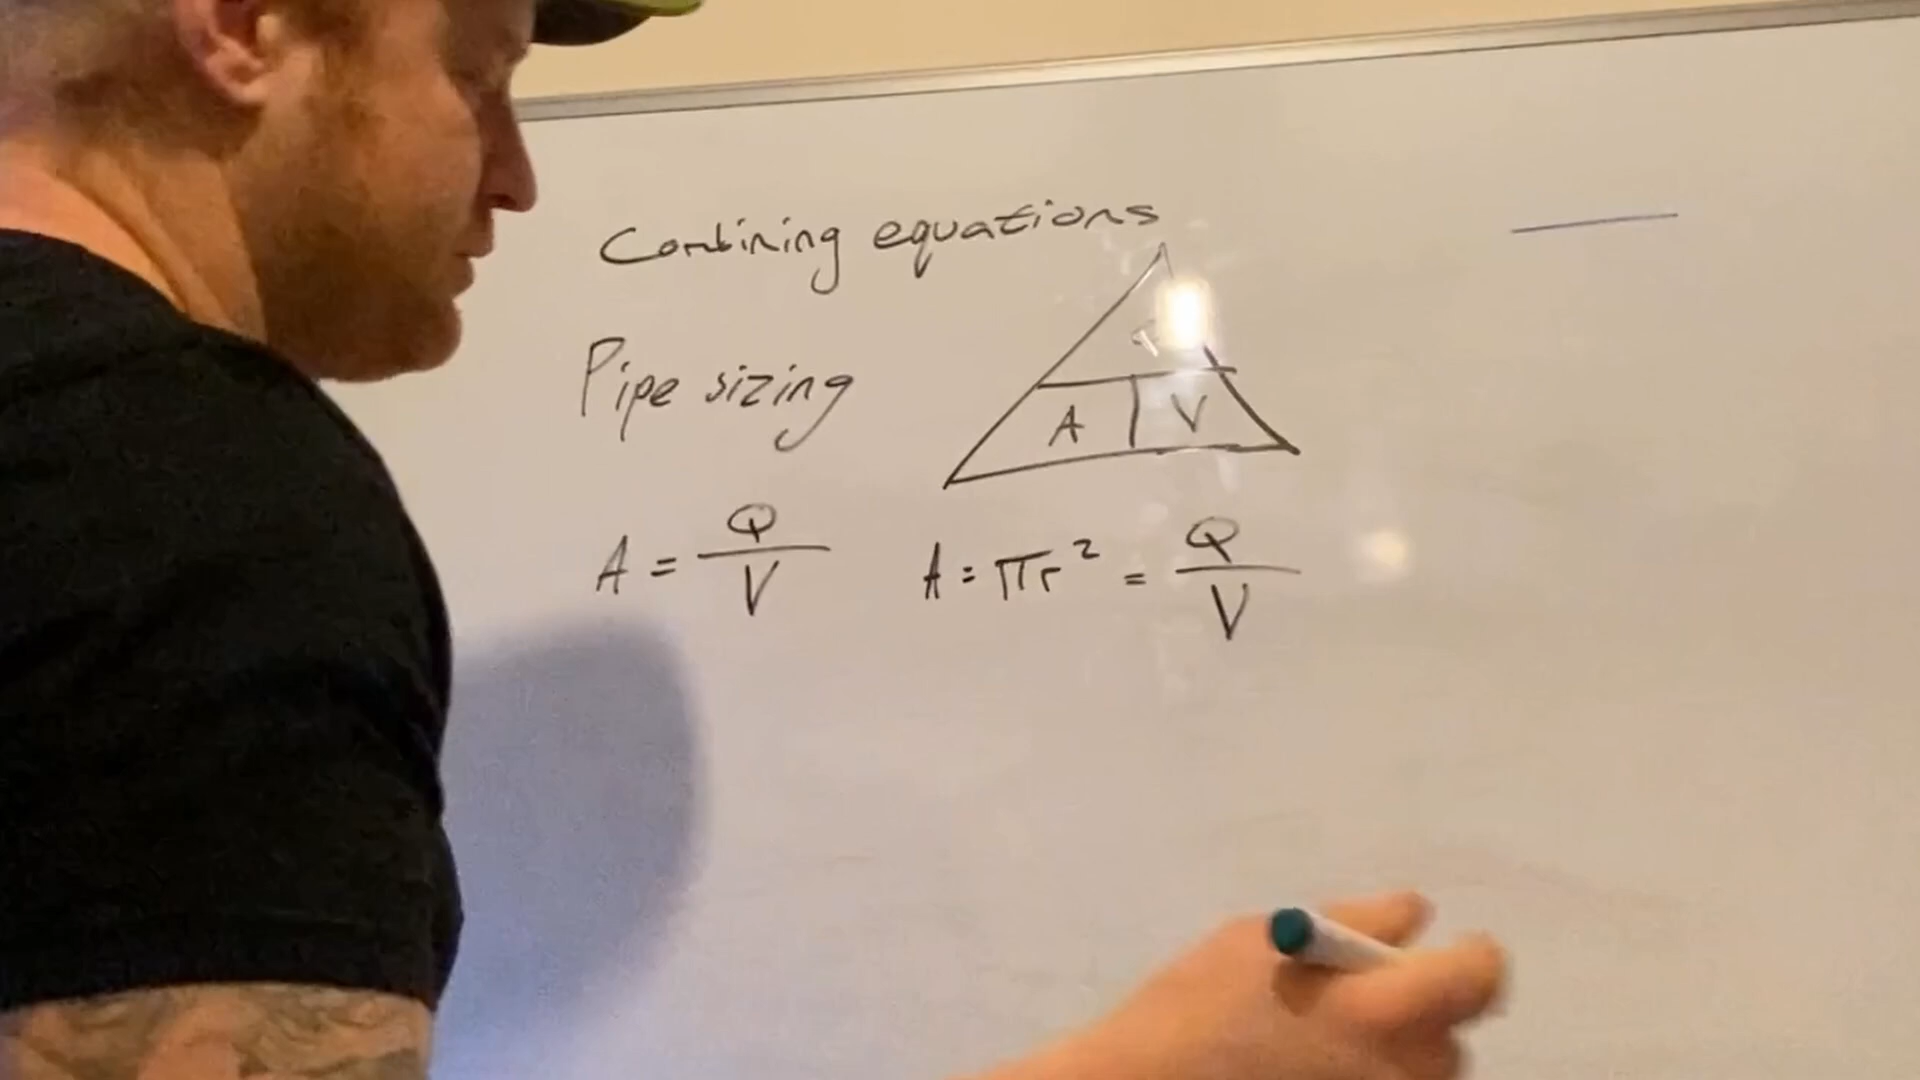 Combining equations
Pipe sizing
A V
A = Q/V
A = πr² = Q/V